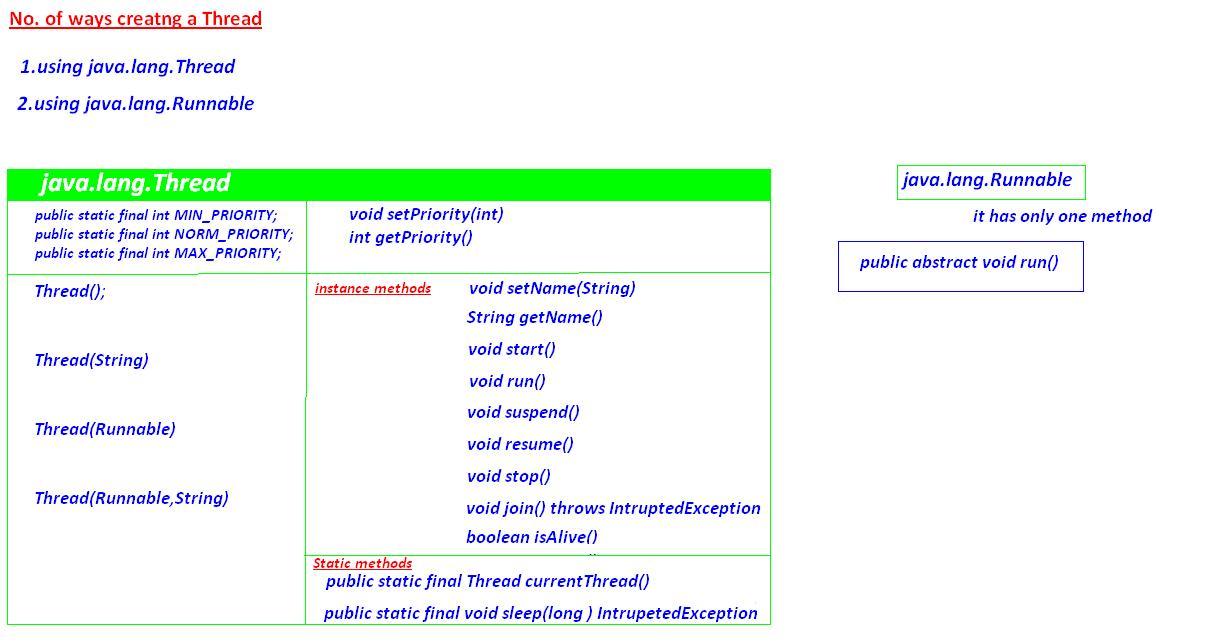 No. of ways creatng a Thread
1.using java.lang.Thread
2.using java.lang.Runnable
java.lang.Thread
public static final int MIN_PRIORITY;
public static final int NORM_PRIORITY;
public static final int MAX_PRIORITY;
void setPriority(int)
int getPriority()
Thread();
Thread(String)
Thread(Runnable)
Thread(Runnable,String)
instance methods
void setName(String)
String getName()
void start()
void run()
void suspend()
void resume()
void stop()
void join() throws IntruptedException
boolean isAlive()
Static methods
public static final Thread currentThread()
public static final void sleep(long ) IntrupetedException
java.lang.Runnable
it has only one method
public abstract void run()